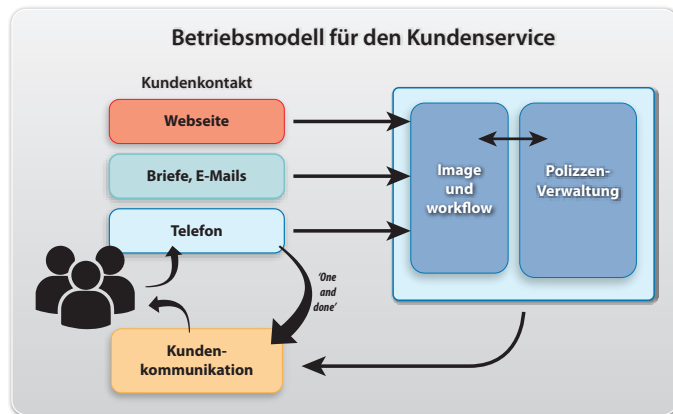 Betriebsmodell für den Kundenservice
Kundenkontakt
Webseite
Briefe, E-Mails
Telefon
Image
und
workflow
Polizzen-
Verwaltung
‘One
and
done’
Kunden-
kommunikation